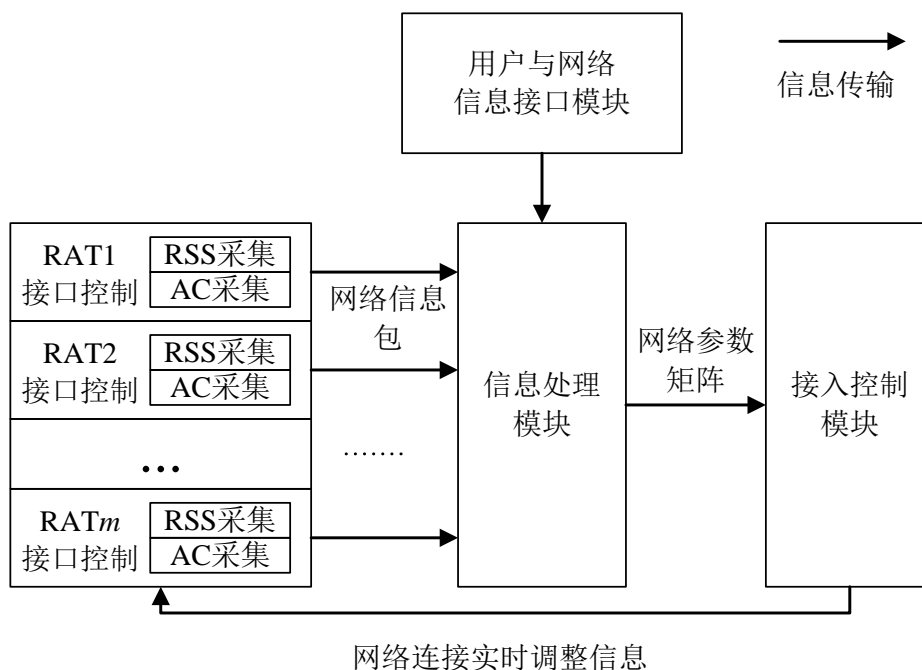 用户与网络
信息接口模块
信息传输
RAT1
接口控制
RSS采集
AC采集
网络信息
包
RAT2
接口控制
RSS采集
AC采集
信息处理
模块
网络参数
矩阵
接入控制
模块
...
.......
RATm
接口控制
RSS采集
AC采集
网络连接实时调整信息